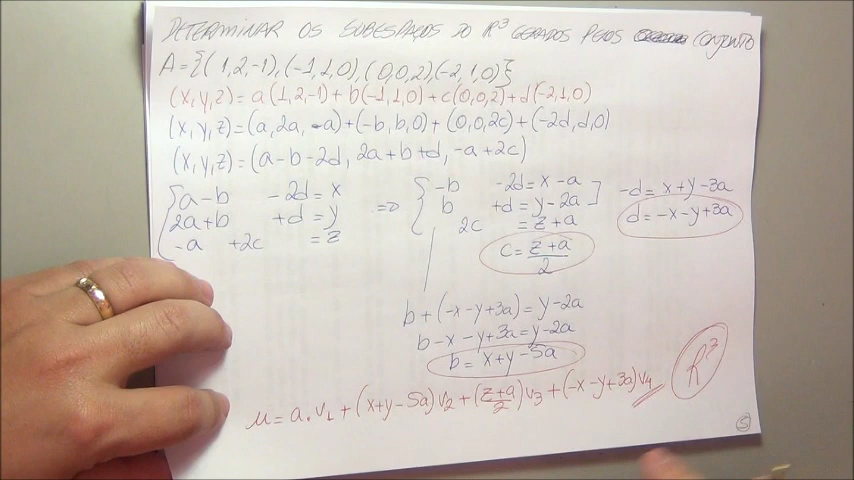 DETERMINAR OS SUBESPAÇOS DO R³ GERADOS PELOS CONJUNTO
A={(1,2,-1),(-1,1,0),(0,0,2),(-2,1,0)}
(x,y,z)=a(1,2,-1)+b(-1,1,0)+c(0,0,2)+d(-2,1,0)
(x,y,z)=(a,2a,-a)+(-b,b,0)+(0,0,2c)+(-2d,d,0)
(x,y,z)=(a-b-2d, 2a+b+d, -a+2c)
{a-b -2d=x
2a+b +d=y
-a +2c =z
=>
{-b -2d=x-a
b +d=y-2a
2c =z+a
c=z+a/2
-d=x+y-3a
d=-x-y+3a
b+(-x-y+3a)=y-2a
b-x-y+3a=y-2a
b=x+y-5a
u=a.v₁+(x+y-5a)v₂+(z+a/2)v₃+(-x-y+3a)v₄
R³
5